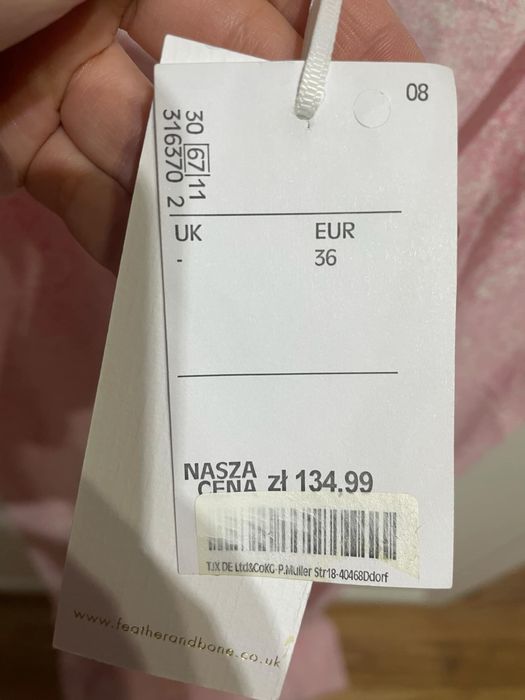 08
30 67 11
316370 2
UK EUR
- 36
NASZA
CENA zł 134,99
TJX DE Ltd&CoKG-P.Müller Str18-40468Ddorf
www.featherandbone.co.uk